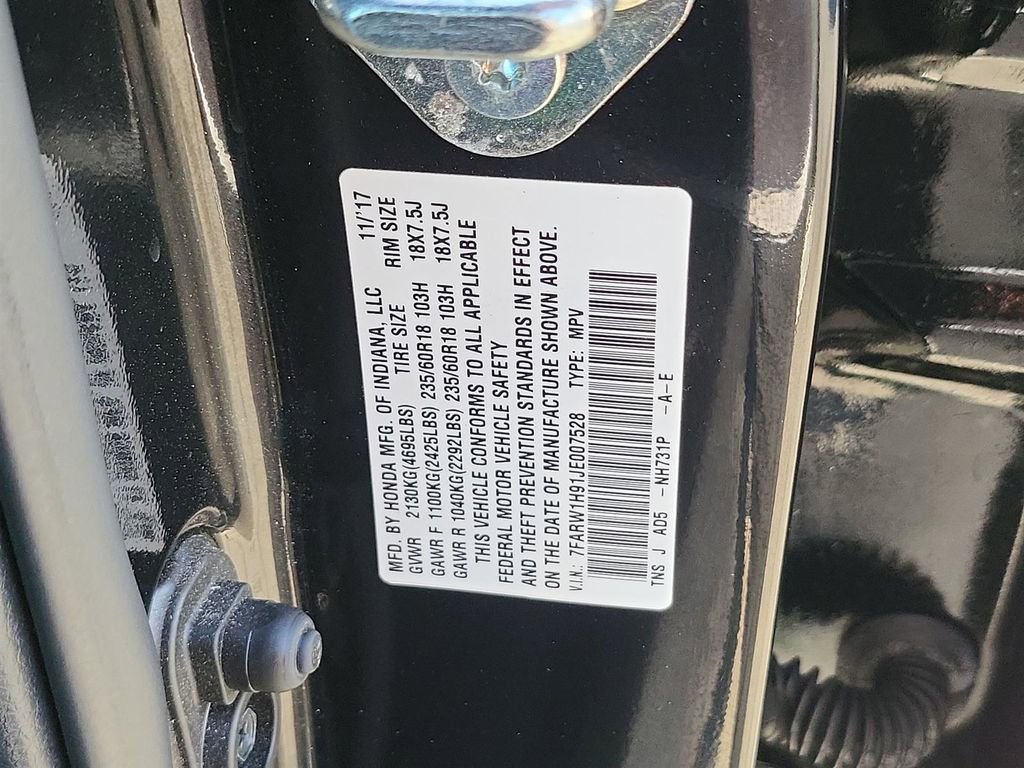 MFD. BY HONDA MFG. OF INDIANA, LLC 11/'17
GVWR 2130KG(4695LBS) TIRE SIZE RIM SIZE
GAWR F 1100KG(2425LBS) 235/60R18 103H 18X7.5J
GAWR R 1040KG(2292LBS) 235/60R18 103H 18X7.5J
THIS VEHICLE CONFORMS TO ALL APPLICABLE
FEDERAL MOTOR VEHICLE SAFETY
AND THEFT PREVENTION STANDARDS IN EFFECT
ON THE DATE OF MANUFACTURE SHOWN ABOVE.
V.I.N.: 7FARW1H91JE007528 TYPE: MPV
TNS J AD5 -NH731P -A-E